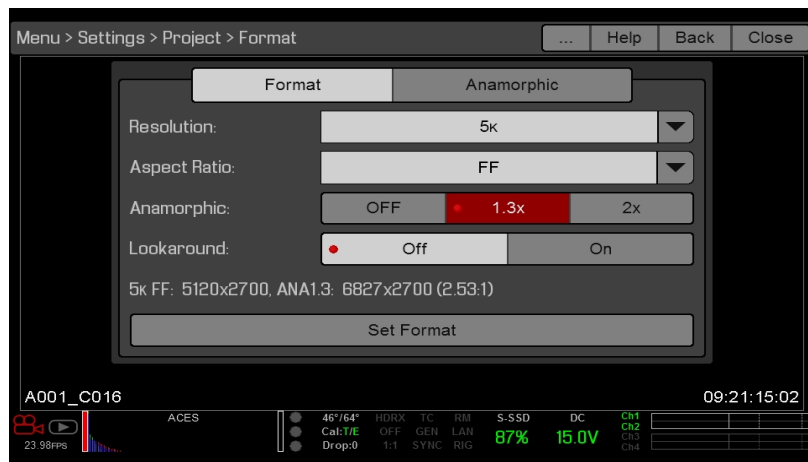 Menu > Settings > Project > Format ... Help Back Close
Format Anamorphic
Resolution: 5K
Aspect Ratio: FF
Anamorphic: OFF 1.3x 2x
Lookaround: Off On
5K FF: 5120x2700, ANA1.3: 6827x2700 (2.53:1)
Set Format
A001_C016 09:21:15:02
ACES 46°/64° HDRX TC RM S-SSD DC Ch1
Cal:T/E OFF GEN LAN 87% 15.0V Ch2
23.98FPS Drop:0 1:1 SYNC RIG Ch3
Ch4